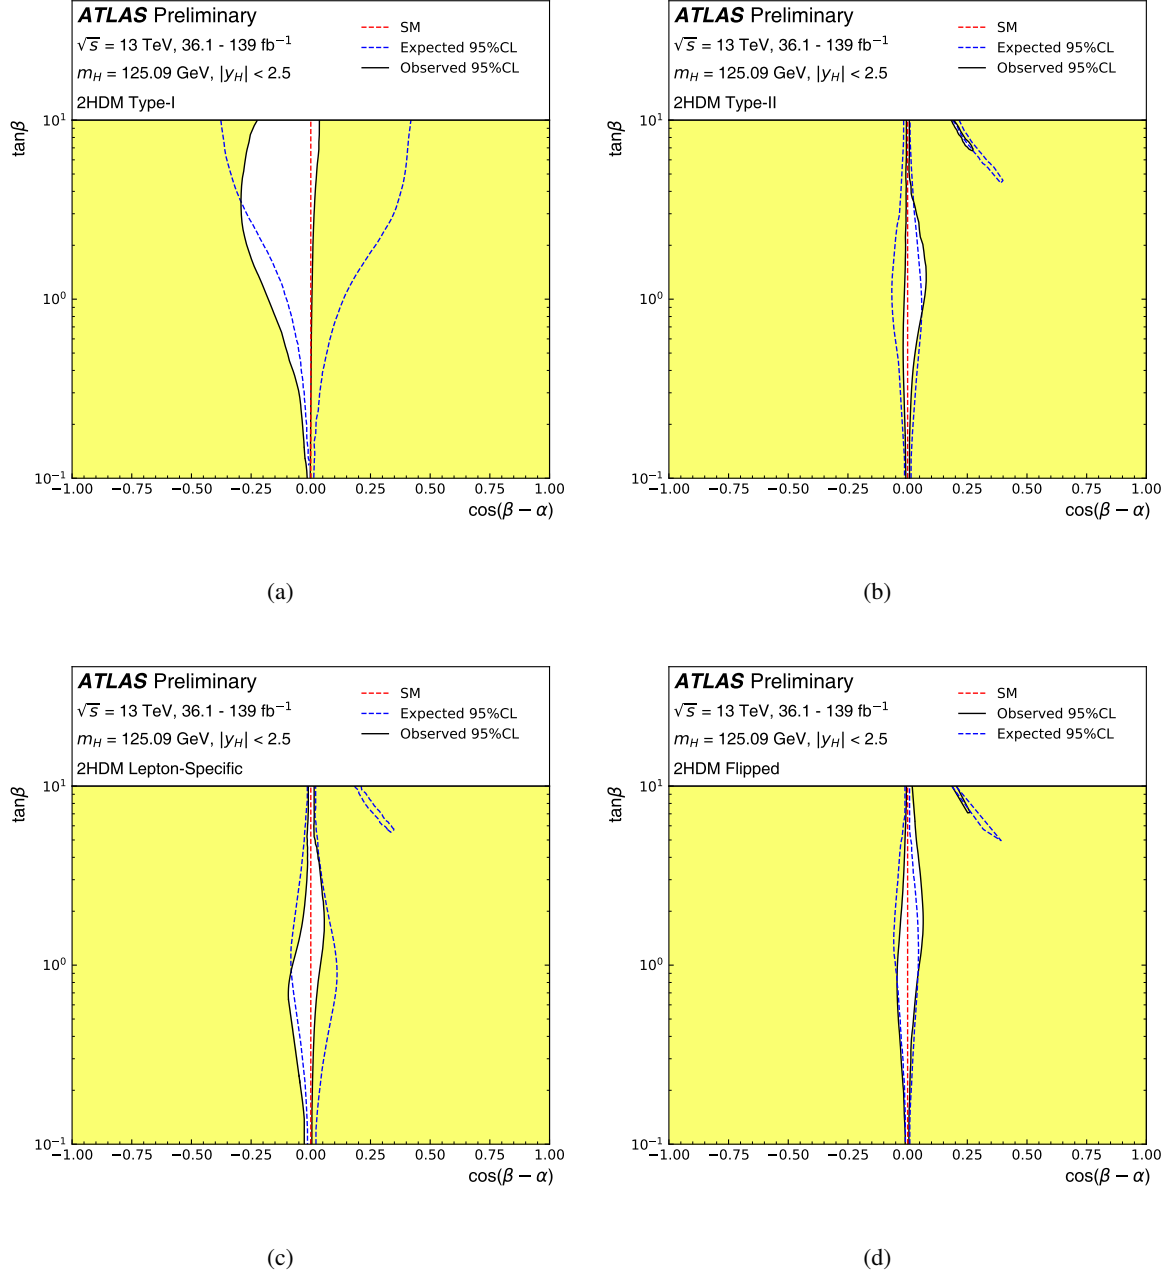 ATLAS Preliminary
√s = 13 TeV, 36.1 - 139 fb⁻¹
m_H = 125.09 GeV, |y_H| < 2.5
2HDM Type-I
SM
Expected 95%CL
Observed 95%CL
tanβ
10¹
10⁰
10⁻¹
−1.00 −0.75 −0.50 −0.25 0.00 0.25 0.50 0.75 1.00
cos(β − α)
(a)
ATLAS Preliminary
√s = 13 TeV, 36.1 - 139 fb⁻¹
m_H = 125.09 GeV, |y_H| < 2.5
2HDM Type-II
SM
Expected 95%CL
Observed 95%CL
tanβ
10¹
10⁰
10⁻¹
−1.00 −0.75 −0.50 −0.25 0.00 0.25 0.50 0.75 1.00
cos(β − α)
(b)
ATLAS Preliminary
√s = 13 TeV, 36.1 - 139 fb⁻¹
m_H = 125.09 GeV, |y_H| < 2.5
2HDM Lepton-Specific
SM
Expected 95%CL
Observed 95%CL
tanβ
10¹
10⁰
10⁻¹
−1.00 −0.75 −0.50 −0.25 0.00 0.25 0.50 0.75 1.00
cos(β − α)
(c)
ATLAS Preliminary
√s = 13 TeV, 36.1 - 139 fb⁻¹
m_H = 125.09 GeV, |y_H| < 2.5
2HDM Flipped
SM
Observed 95%CL
Expected 95%CL
tanβ
10¹
10⁰
10⁻¹
−1.00 −0.75 −0.50 −0.25 0.00 0.25 0.50 0.75 1.00
cos(β − α)
(d)